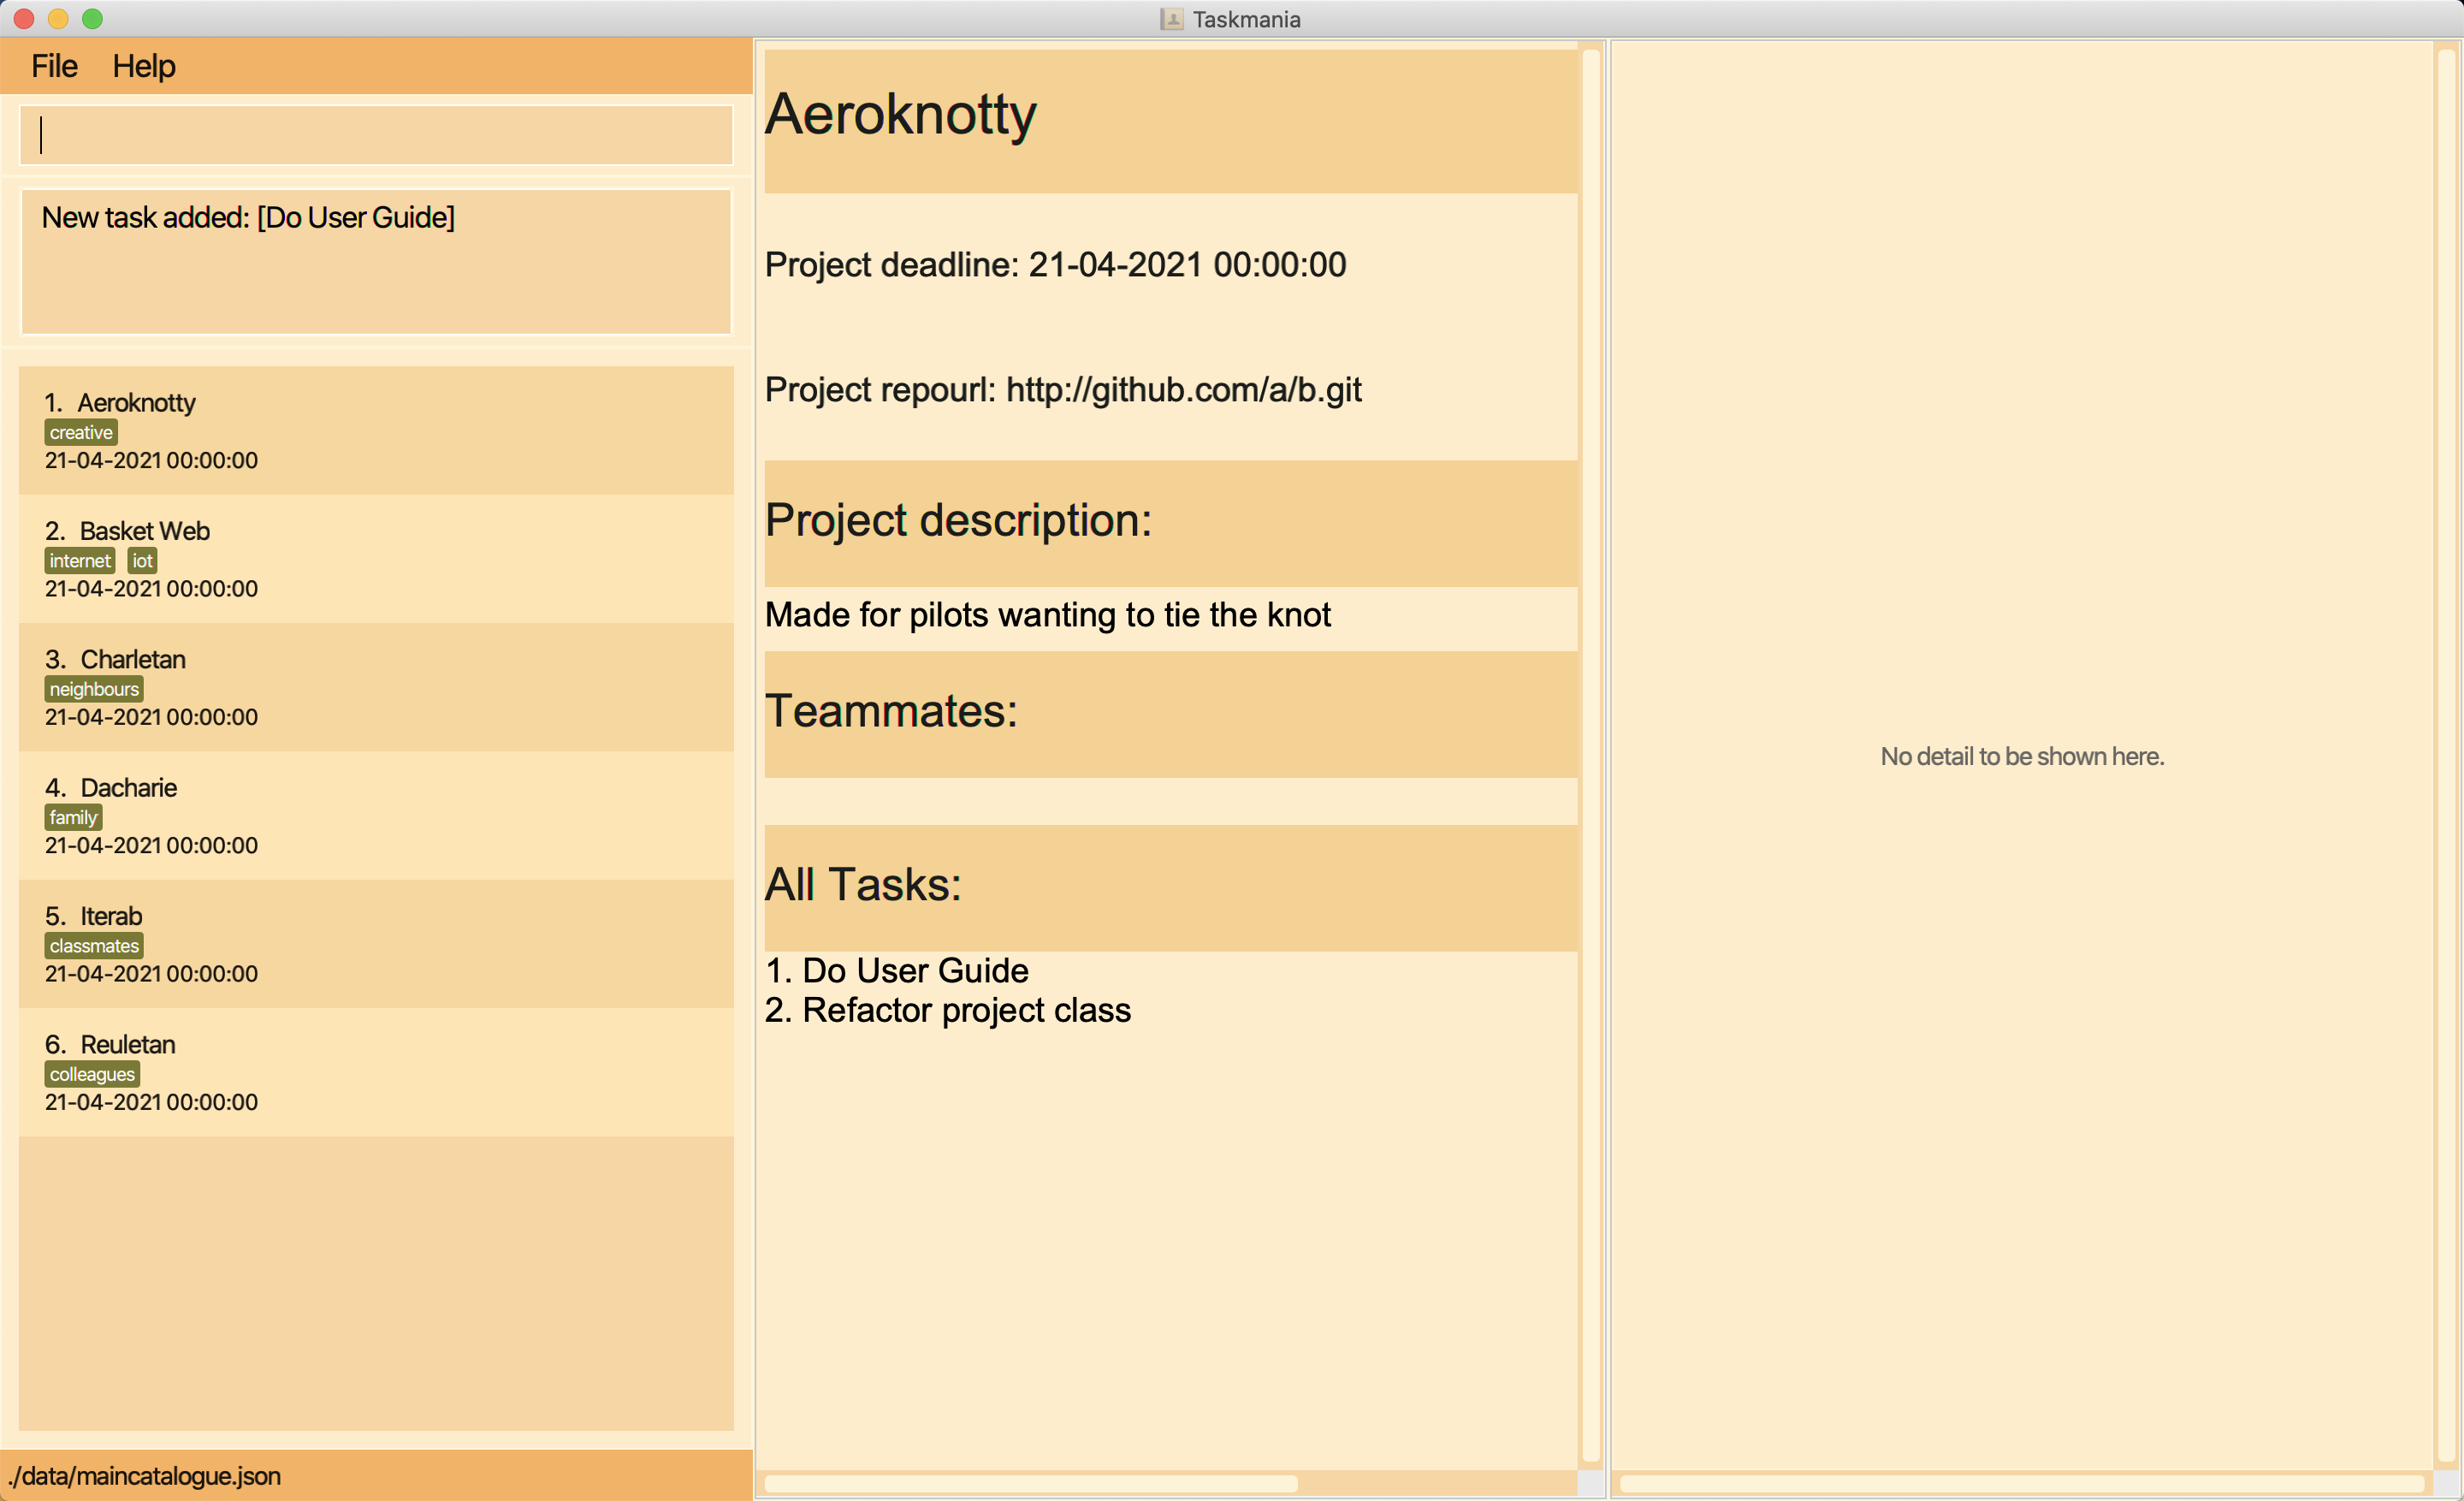 Taskmania
File Help
New task added: [Do User Guide]
1. Aeroknotty
creative
21-04-2021 00:00:00
2. Basket Web
internet iot
21-04-2021 00:00:00
3. Charletan
neighbours
21-04-2021 00:00:00
4. Dacharie
family
21-04-2021 00:00:00
5. Iterab
classmates
21-04-2021 00:00:00
6. Reuletan
colleagues
21-04-2021 00:00:00
./data/maincatalogue.json
Aeroknotty
Project deadline: 21-04-2021 00:00:00
Project repourl: http://github.com/a/b.git
Project description:
Made for pilots wanting to tie the knot
Teammates:
All Tasks:
1. Do User Guide
2. Refactor project class
No detail to be shown here.